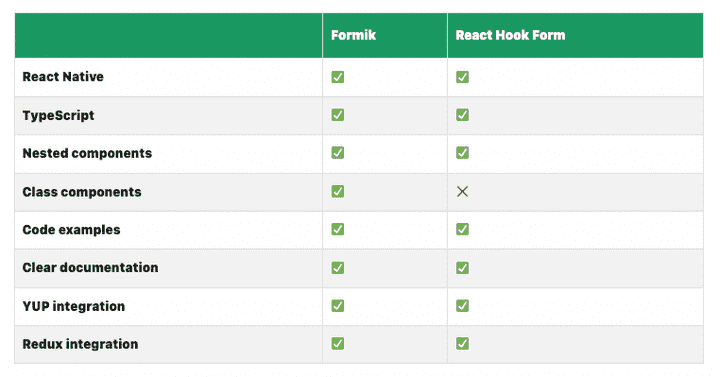 Formik React Hook Form
React Native ✅ ✅
TypeScript ✅ ✅
Nested components ✅ ✅
Class components ✅ ✕
Code examples ✅ ✅
Clear documentation ✅ ✅
YUP integration ✅ ✅
Redux integration ✅ ✅